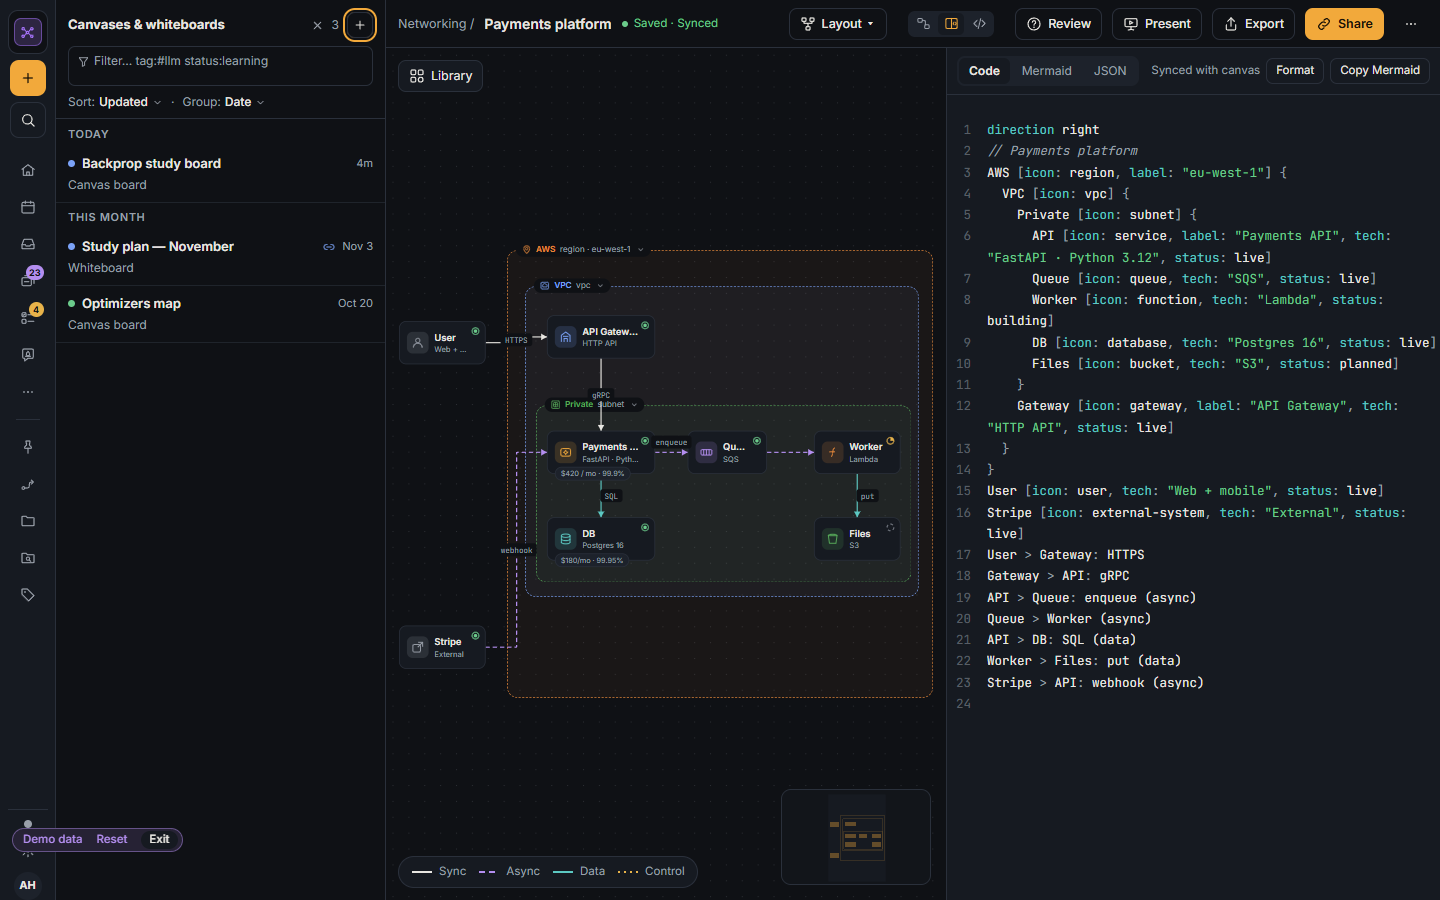 Canvases & whiteboards
3
Filter... tag:#llm status:learning
Sort: Updated · Group: Date
TODAY
Backprop study board 4m
Canvas board
THIS MONTH
Study plan — November Nov 3
Whiteboard
Optimizers map Oct 20
Canvas board
23
4
Demo data Reset Exit
AH
Networking / Payments platform Saved · Synced
Layout
Review
Present
Export
Share
Library
AWS region · eu-west-1
VPC vpc
User
Web + ...
HTTPS
API Gatew...
HTTP API
gRPC
Private subnet
Payments ...
FastAPI · Pyth...
$420 / mo · 99.9%
enqueue
Qu...
SQS
Worker
Lambda
SQL
put
DB
Postgres 16
$180/mo · 99.95%
Files
S3
webhook
Stripe
External
Sync Async Data Control
Code Mermaid JSON Synced with canvas Format Copy Mermaid
1 direction right
2 // Payments platform
3 AWS [icon: region, label: "eu-west-1"] {
4 VPC [icon: vpc] {
5 Private [icon: subnet] {
6 API [icon: service, label: "Payments API", tech:
"FastAPI · Python 3.12", status: live]
7 Queue [icon: queue, tech: "SQS", status: live]
8 Worker [icon: function, tech: "Lambda", status:
building]
9 DB [icon: database, tech: "Postgres 16", status: live]
10 Files [icon: bucket, tech: "S3", status: planned]
11 }
12 Gateway [icon: gateway, label: "API Gateway", tech:
"HTTP API", status: live]
13 }
14 }
15 User [icon: user, tech: "Web + mobile", status: live]
16 Stripe [icon: external-system, tech: "External", status:
live]
17 User > Gateway: HTTPS
18 Gateway > API: gRPC
19 API > Queue: enqueue (async)
20 Queue > Worker (async)
21 API > DB: SQL (data)
22 Worker > Files: put (data)
23 Stripe > API: webhook (async)
24